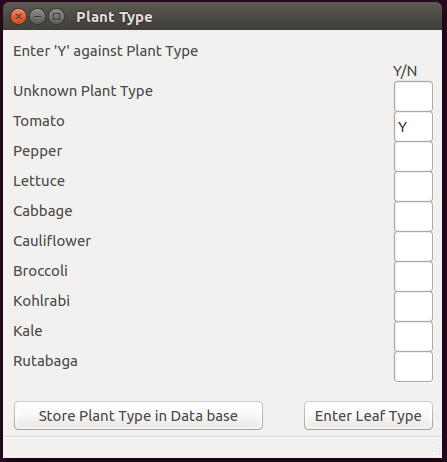 Plant Type
Enter 'Y' against Plant Type
Y/N
Unknown Plant Type
Tomato Y
Pepper
Lettuce
Cabbage
Cauliflower
Broccoli
Kohlrabi
Kale
Rutabaga
Store Plant Type in Data base Enter Leaf Type